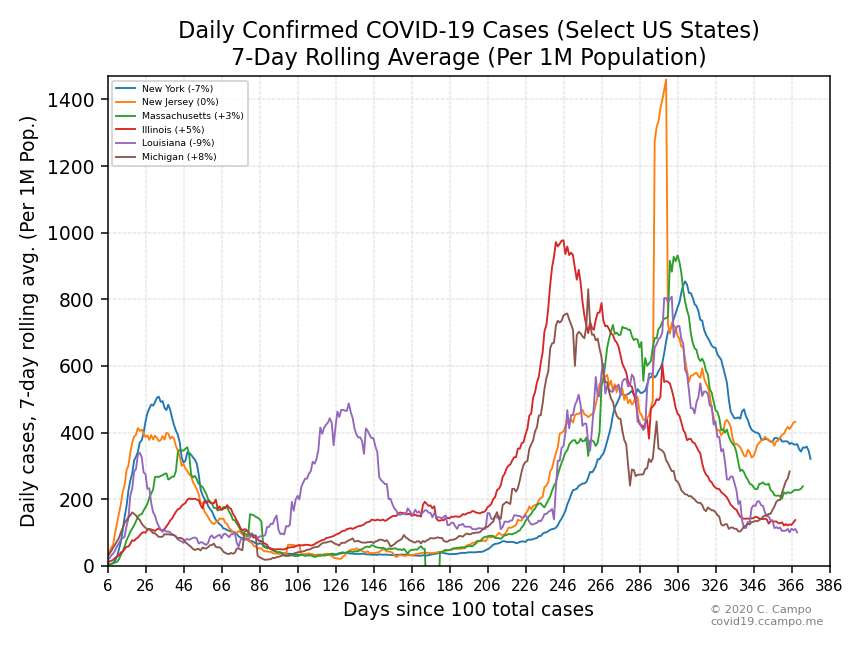 Daily Confirmed COVID-19 Cases (Select US States)
7-Day Rolling Average (Per 1M Population)
Daily cases, 7-day rolling avg. (Per 1M Pop.)
1400
1200
1000
800
600
400
200
0
New York (-7%)
New Jersey (0%)
Massachusetts (+3%)
Illinois (+5%)
Louisiana (-9%)
Michigan (+8%)
6 26 46 66 86 106 126 146 166 186 206 226 246 266 286 306 326 346 366 386
Days since 100 total cases
© 2020 C. Campo
covid19.ccampo.me